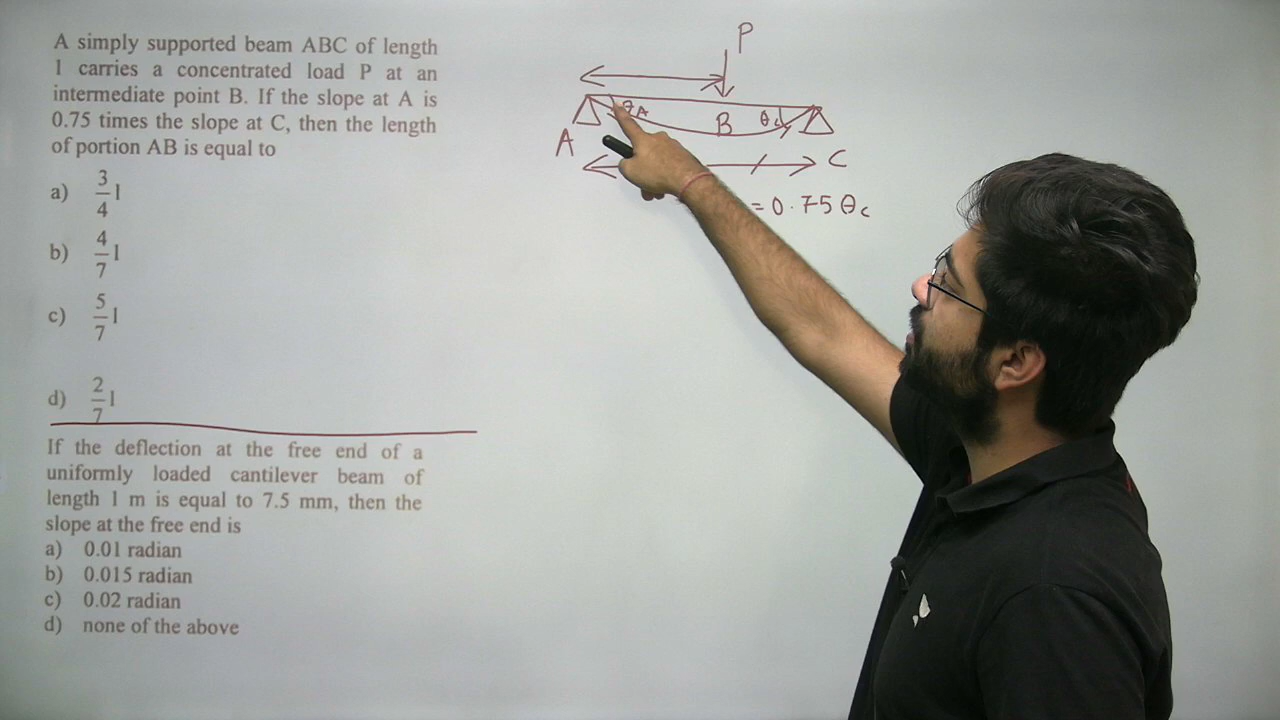 A simply supported beam ABC of length
l carries a concentrated load P at an
intermediate point B. If the slope at A is
0.75 times the slope at C, then the length
of portion AB is equal to
a) 3/4 l
b) 4/7 l
c) 5/7 l
d) 2/7 l
If the deflection at the free end of a
uniformly loaded cantilever beam of
length 1 m is equal to 7.5 mm, then the
slope at the free end is
a) 0.01 radian
b) 0.015 radian
c) 0.02 radian
d) none of the above
P
θA
B
θc
A
C
= 0.75 θc